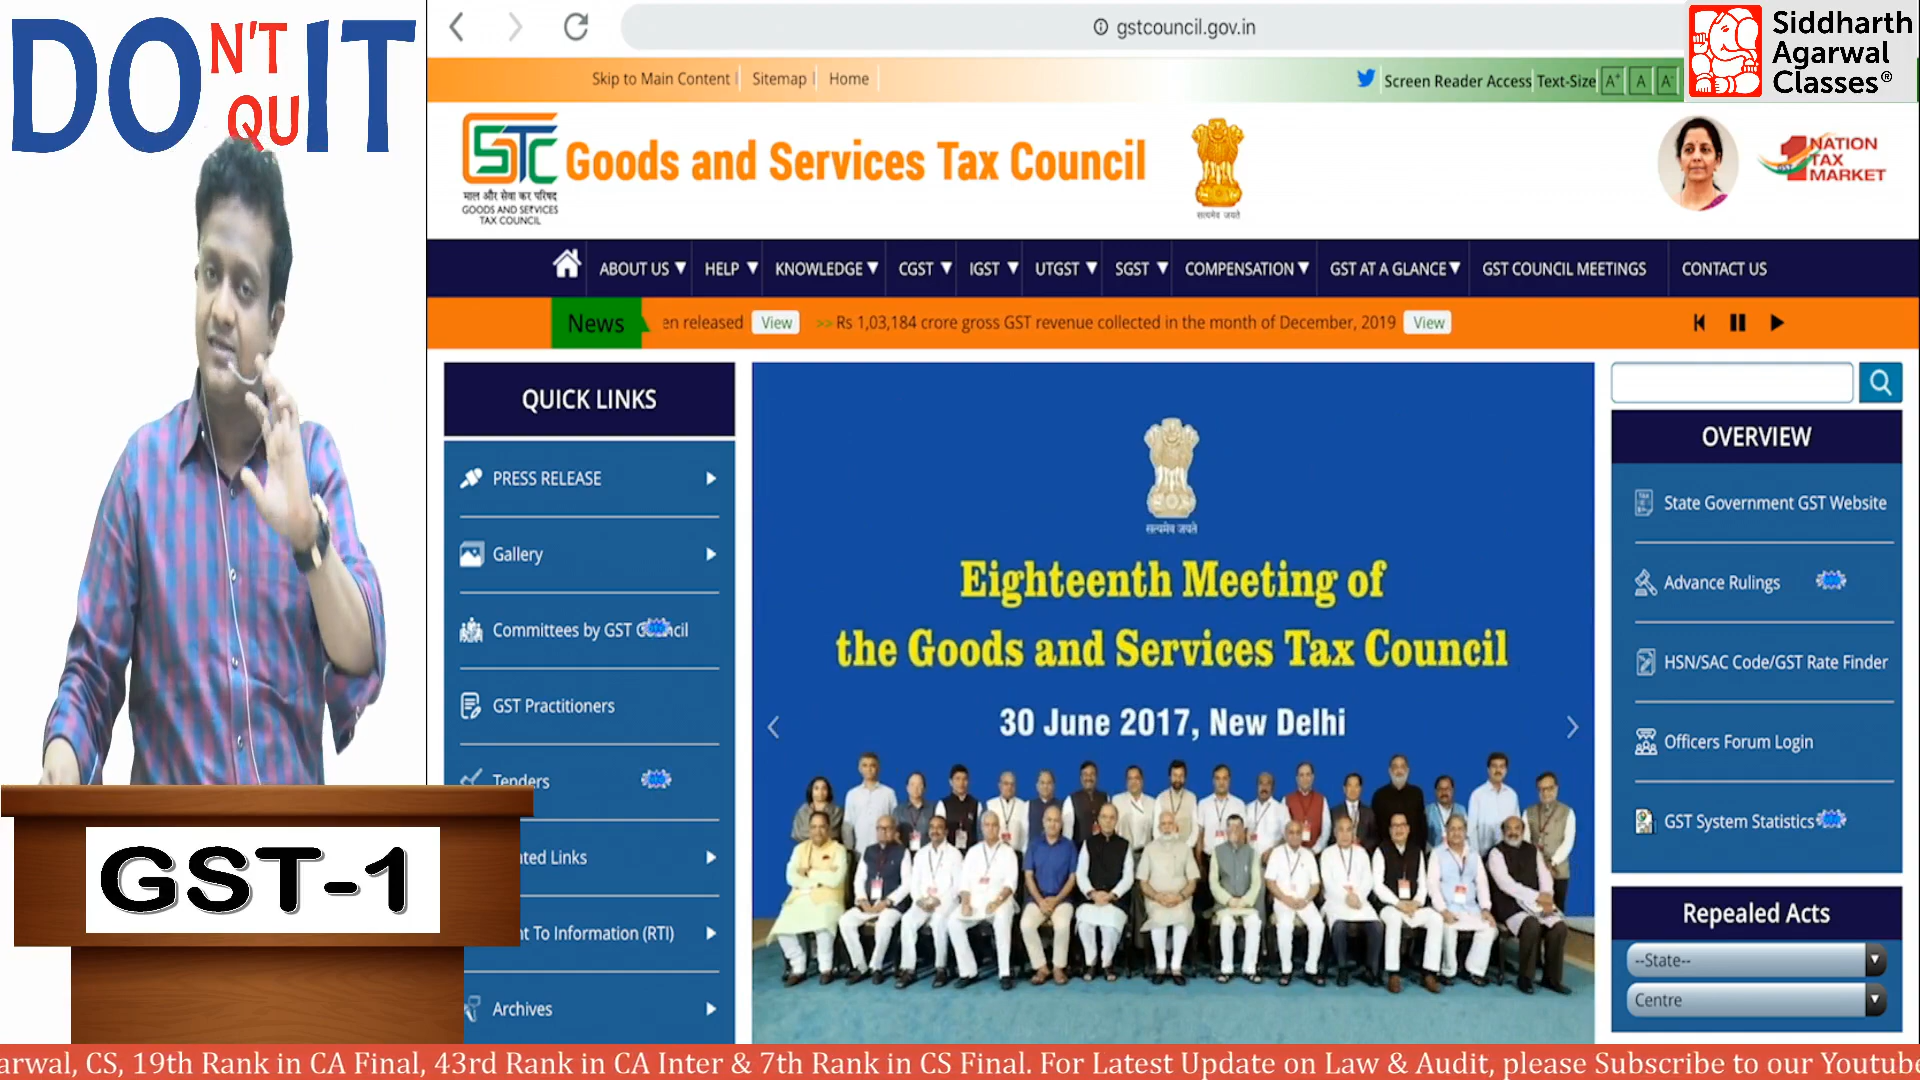 DON'T QUIT
gstcouncil.gov.in
Siddharth
Agarwal
Classes®
Skip to Main Content
Sitemap
Home
Screen Reader Access
Text-Size
A+
A
A-
माल और सेवा कर परिषद
GOODS AND SERVICES
TAX COUNCIL
Goods and Services Tax Council
सत्यमेव जयते
1 NATION
TAX
MARKET
ABOUT US
HELP
KNOWLEDGE
CGST
IGST
UTGST
SGST
COMPENSATION
GST AT A GLANCE
GST COUNCIL MEETINGS
CONTACT US
News
en released
View
>> Rs 1,03,184 crore gross GST revenue collected in the month of December, 2019
View
QUICK LINKS
PRESS RELEASE
Gallery
Committees by GST Council
GST Practitioners
Tenders
ated Links
ht To Information (RTI)
Archives
सत्यमेव जयते
Eighteenth Meeting of
the Goods and Services Tax Council
30 June 2017, New Delhi
OVERVIEW
State Government GST Website
Advance Rulings
HSN/SAC Code/GST Rate Finder
Officers Forum Login
GST System Statistics
Repealed Acts
--State--
Centre
GST-1
arwal, CS, 19th Rank in CA Final, 43rd Rank in CA Inter & 7th Rank in CS Final. For Latest Update on Law & Audit, please Subscribe to our Youtube